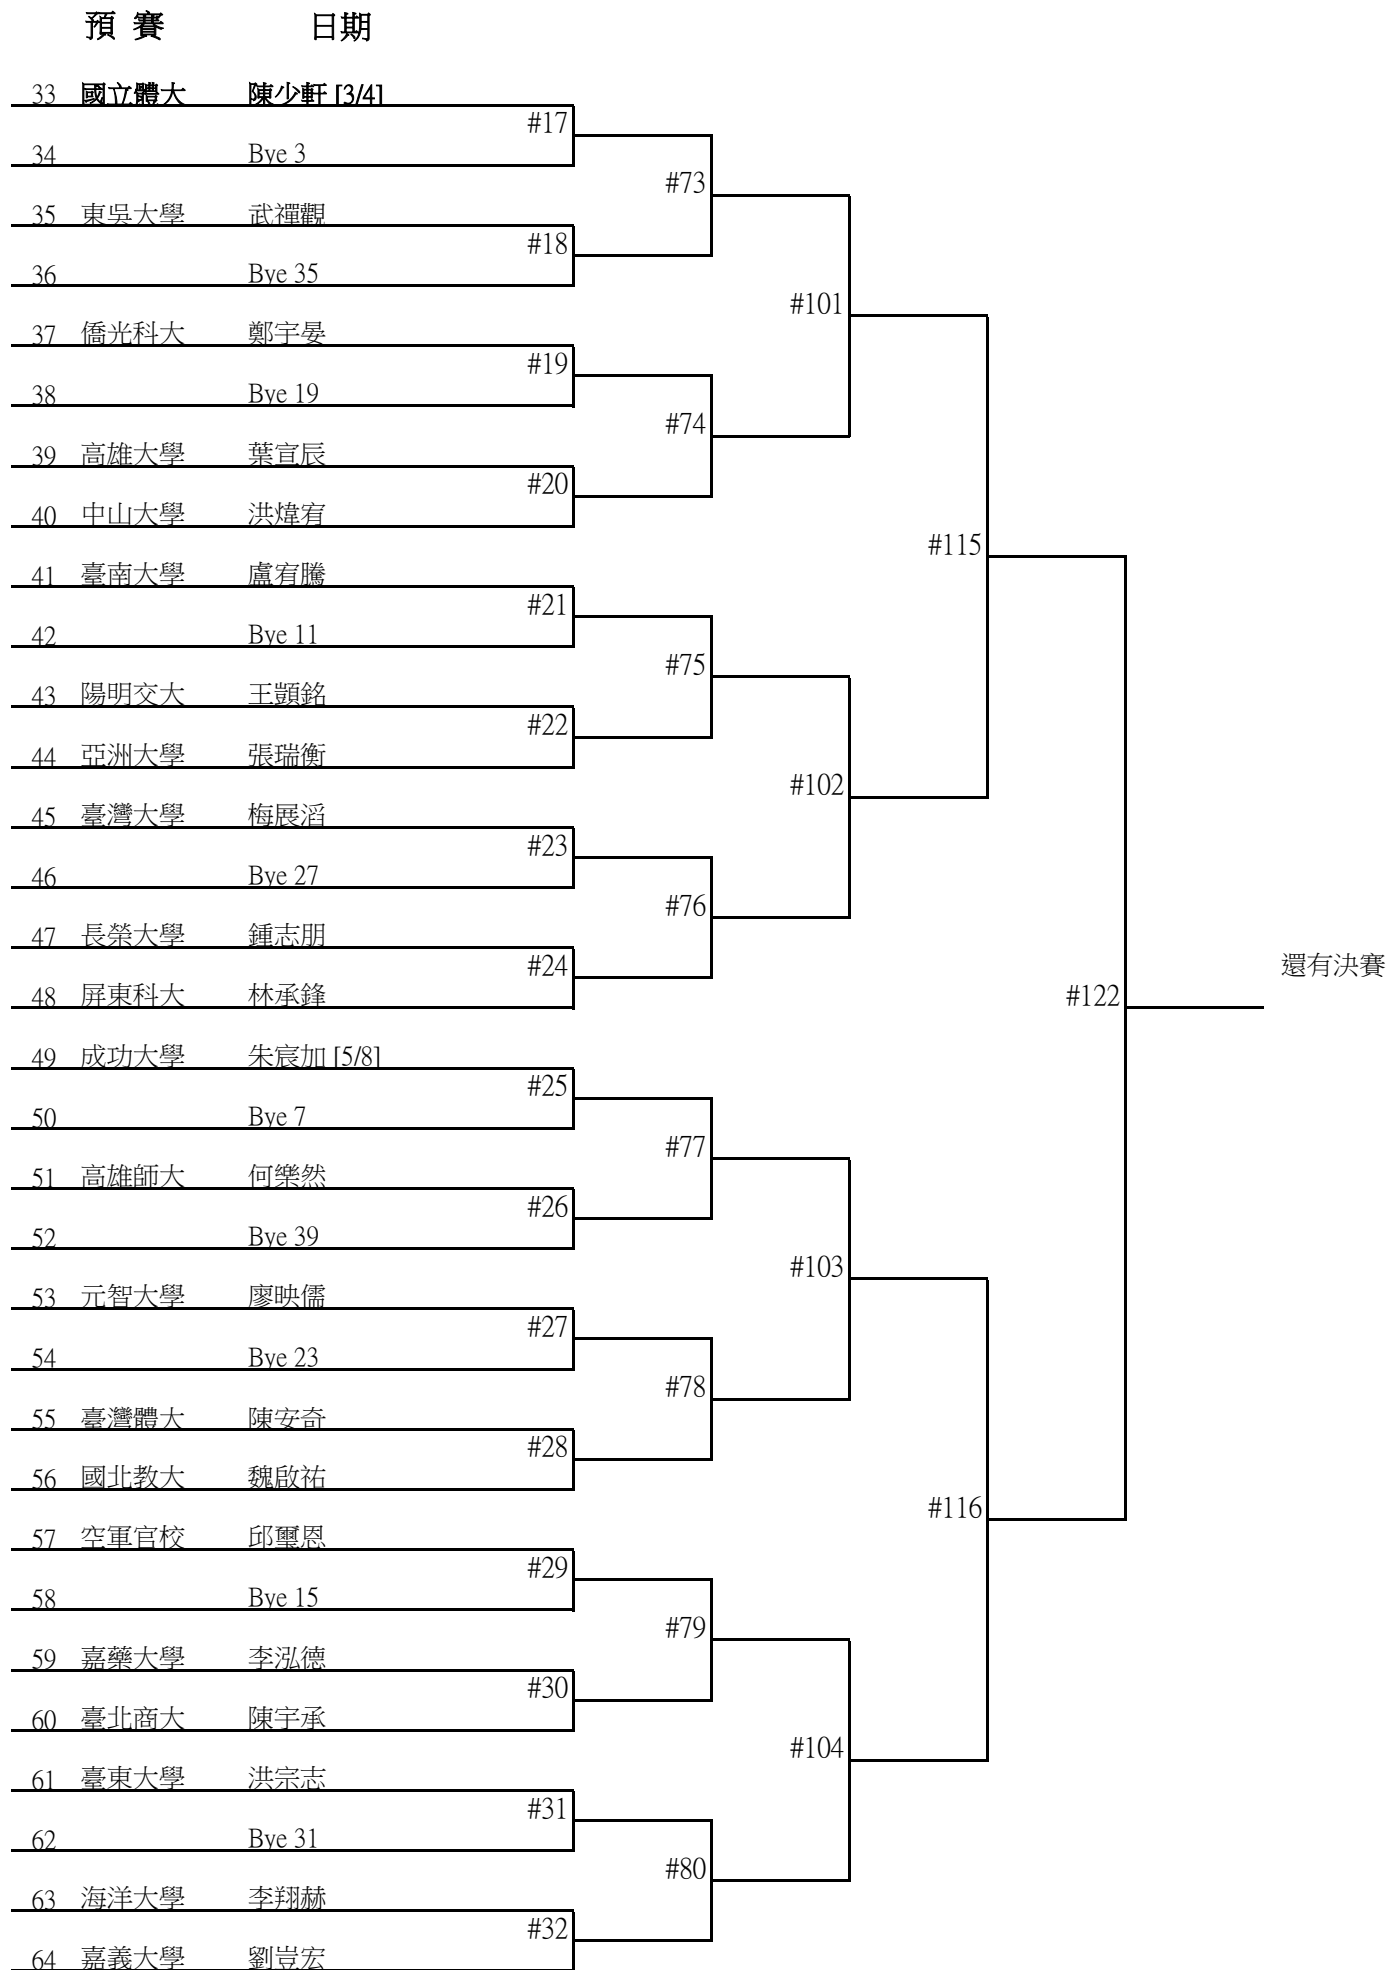 預 賽 日期
33 國立體大 陳少軒 [3/4]
#17
34 Bye 3
#73
35 東吳大學 武禪觀
#18
36 Bye 35
#101
37 僑光科大 鄭宇晏
#19
38 Bye 19
#74
39 高雄大學 葉宣辰
#20
40 中山大學 洪煒宥
#115
41 臺南大學 盧宥騰
#21
42 Bye 11
#75
43 陽明交大 王顗銘
#22
44 亞洲大學 張瑞衡
#102
45 臺灣大學 梅展滔
#23
46 Bye 27
#76
47 長榮大學 鍾志朋
#24
還有決賽
48 屏東科大 林承鋒
#122
49 成功大學 朱宸加 [5/8]
#25
50 Bye 7
#77
51 高雄師大 何樂然
#26
52 Bye 39
#103
53 元智大學 廖映儒
#27
54 Bye 23
#78
55 臺灣體大 陳安奇
#28
56 國北教大 魏啟祐
#116
57 空軍官校 邱璽恩
#29
58 Bye 15
#79
59 嘉藥大學 李泓德
#30
60 臺北商大 陳宇承
#104
61 臺東大學 洪宗志
#31
62 Bye 31
#80
63 海洋大學 李翔赫
#32
64 嘉義大學 劉豈宏